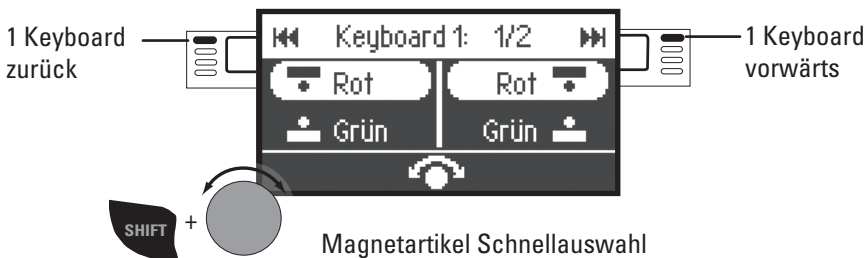 1 Keyboard
zurück
Keyboard 1: 1/2
1 Keyboard
vorwärts
Rot Rot
Grün Grün
SHIFT +
Magnetartikel Schnellauswahl